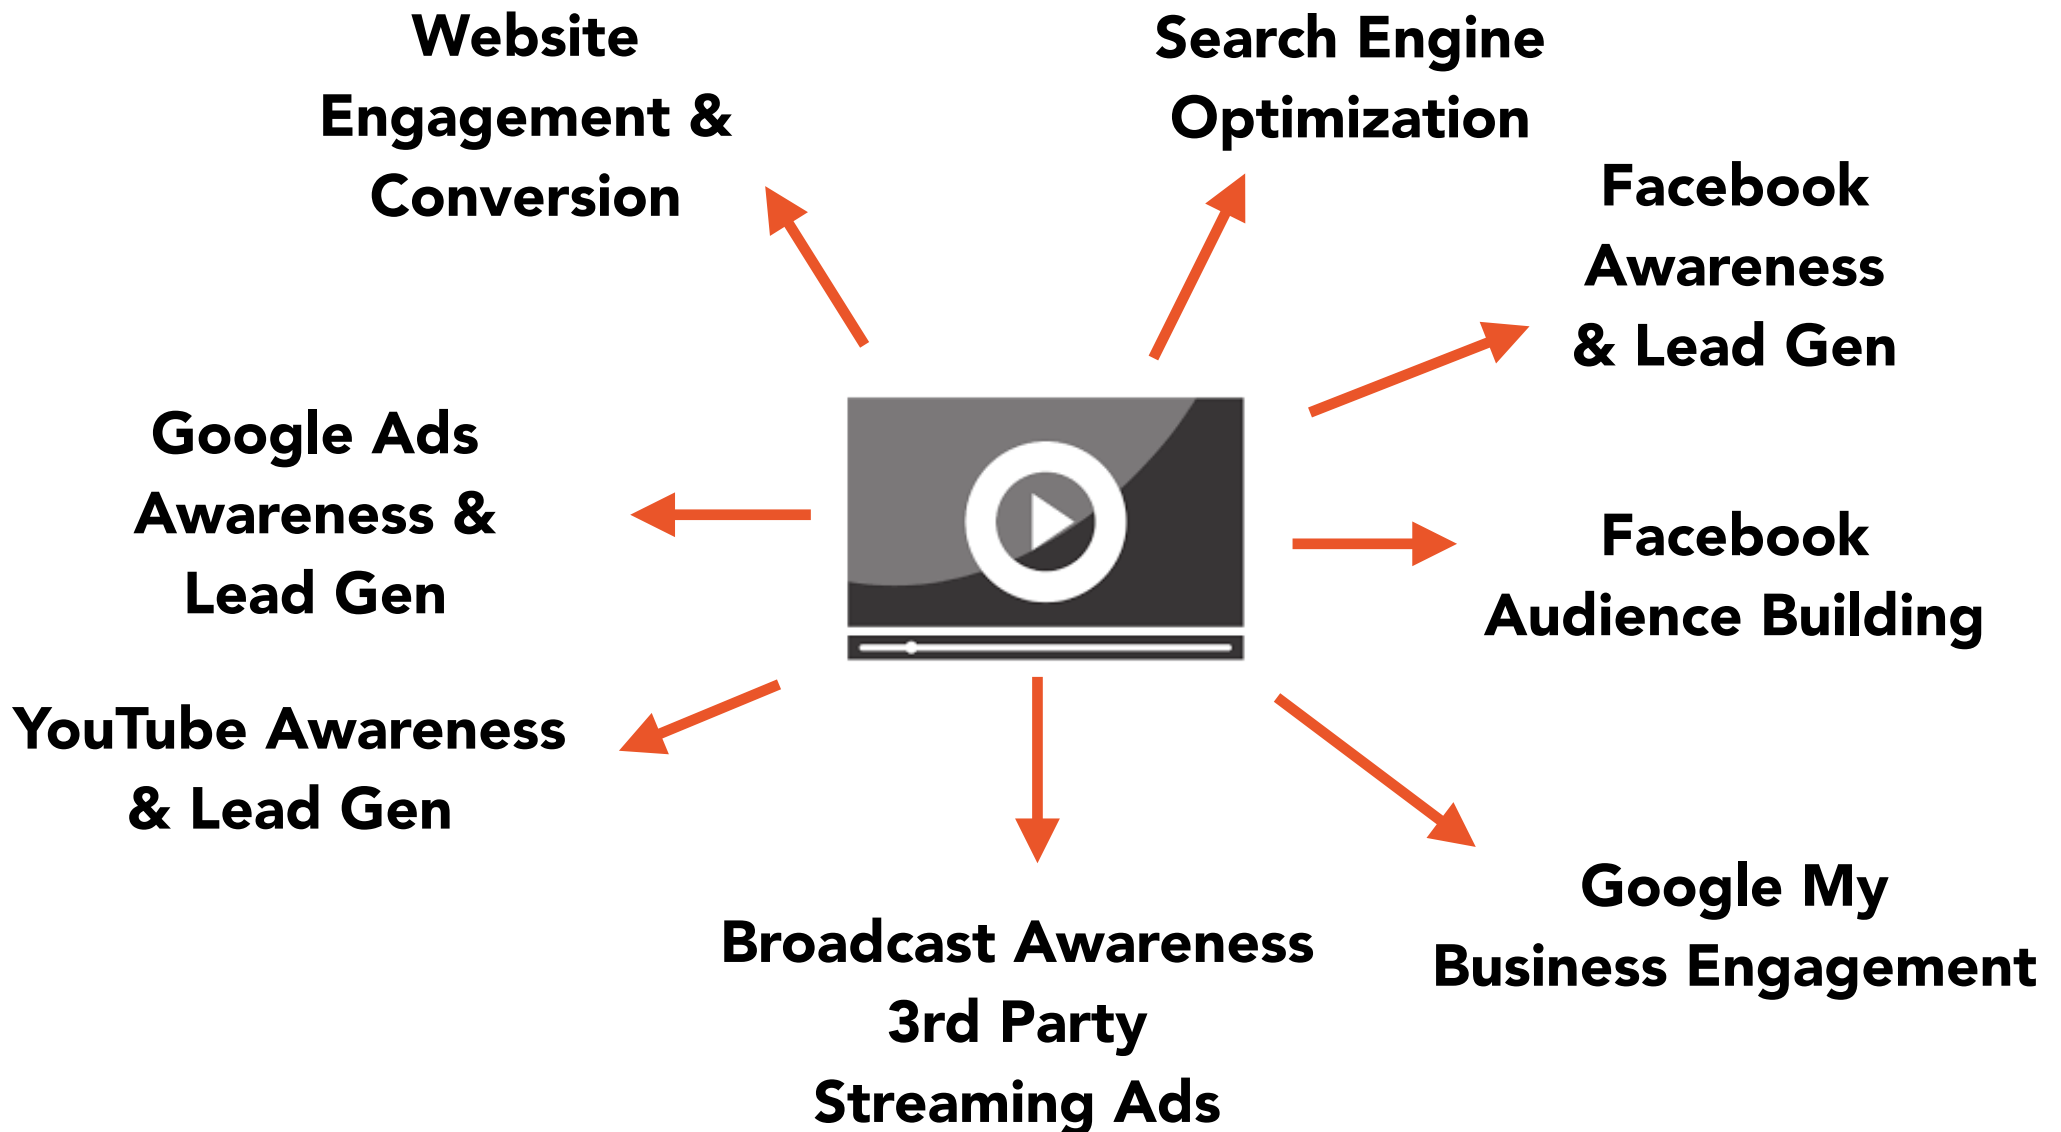 Website
Engagement &
Conversion
Search Engine
Optimization
Facebook
Awareness
& Lead Gen
Google Ads
Awareness &
Lead Gen
Facebook
Audience Building
YouTube Awareness
& Lead Gen
Google My
Business Engagement
Broadcast Awareness
3rd Party
Streaming Ads